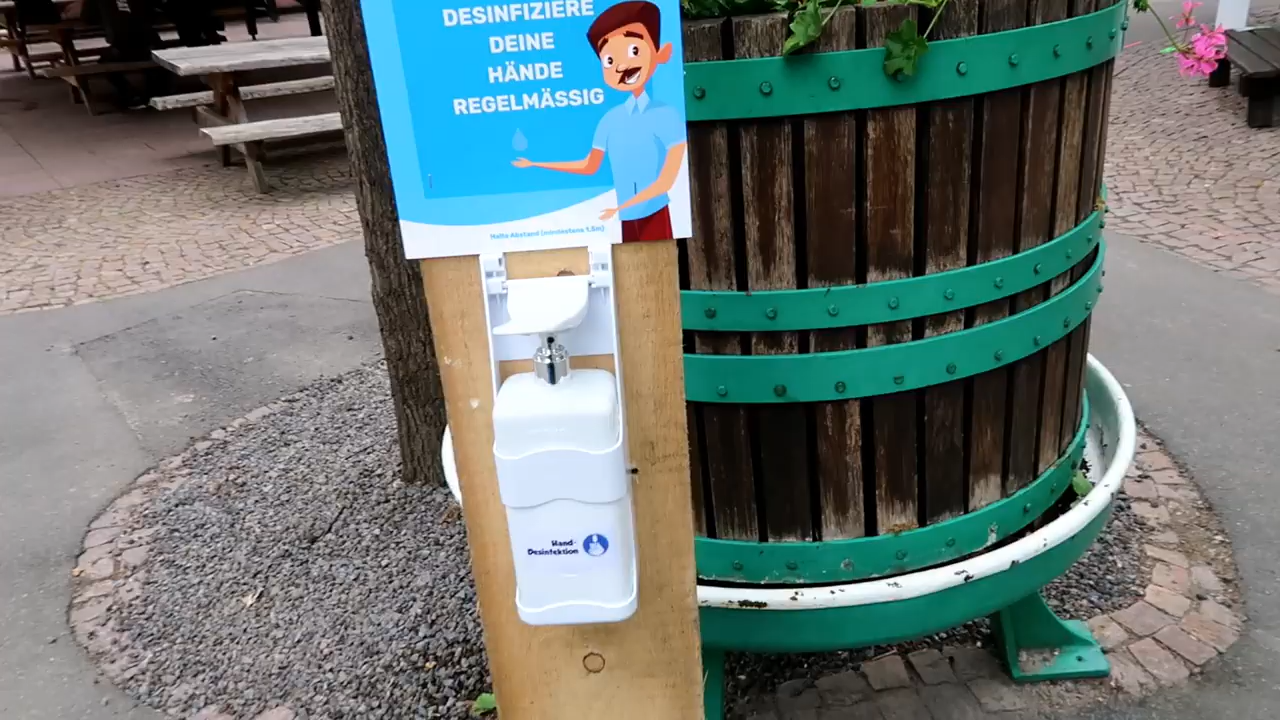 DESINFIZIERE
DEINE
HÄNDE
REGELMÄSSIG
Halte Abstand (mindestens 1,5m)
Hand-
Desinfektion